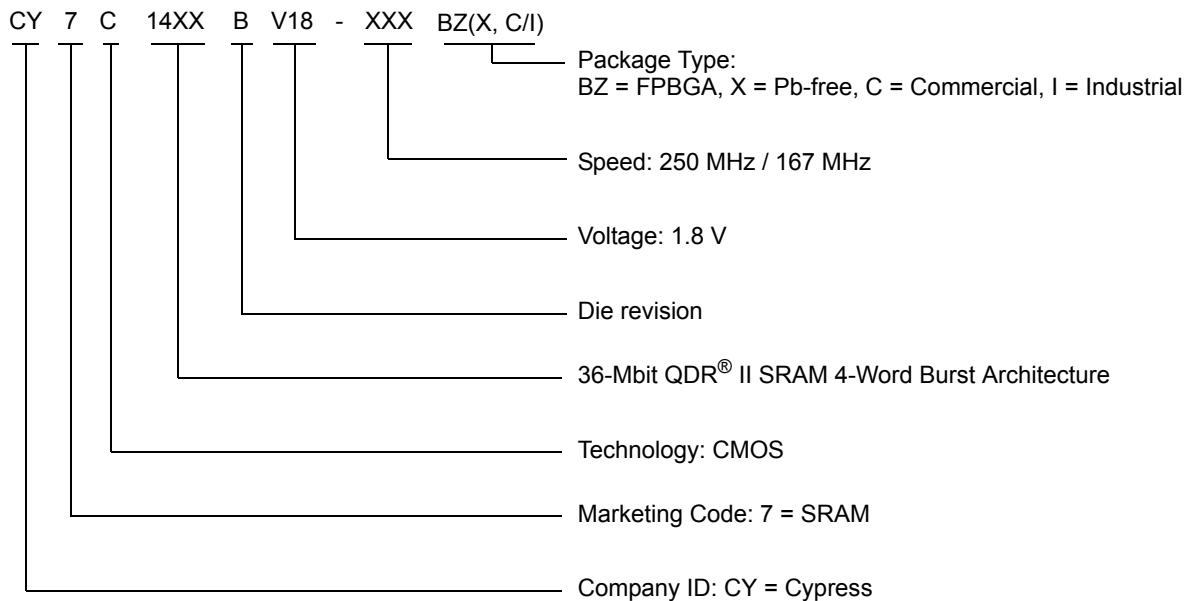 CY 7 C 14XX B V18 - XXX BZ(X, C/I)
Package Type:
BZ = FPBGA, X = Pb-free, C = Commercial, I = Industrial
Speed: 250 MHz / 167 MHz
Voltage: 1.8 V
Die revision
36-Mbit QDR® II SRAM 4-Word Burst Architecture
Technology: CMOS
Marketing Code: 7 = SRAM
Company ID: CY = Cypress